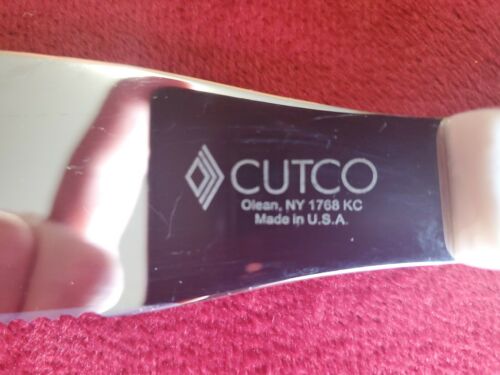 CUTCO
Olean, NY 1768 KC
Made in U.S.A.